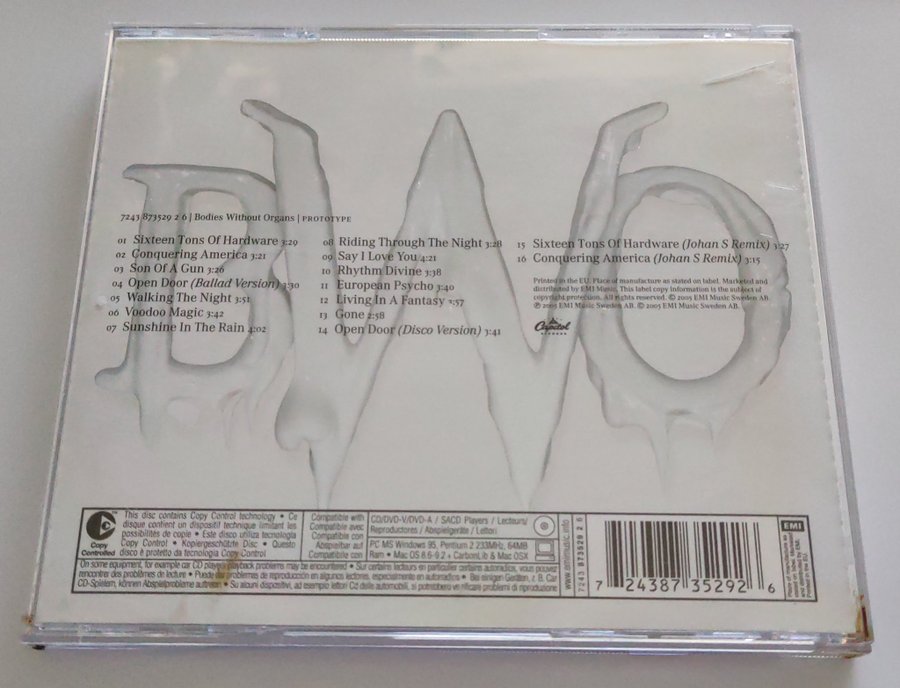 BWO
7243 873529 2 6 | Bodies Without Organs | PROTOTYPE
01 Sixteen Tons Of Hardware 3:29
02 Conquering America 3:21
03 Son Of A Gun 3:26
04 Open Door (Ballad Version) 3:30
05 Walking The Night 3:51
06 Voodoo Magic 3:42
07 Sunshine In The Rain 4:02
08 Riding Through The Night 3:28
09 Say I Love You 4:21
10 Rhythm Divine 3:38
11 European Psycho 3:40
12 Living In A Fantasy 3:57
13 Gone 2:58
14 Open Door (Disco Version) 3:41
15 Sixteen Tons Of Hardware (Johan S Remix) 3:27
16 Conquering America (Johan S Remix) 3:15
Printed in the EU. Place of manufacture as stated on label. Marketed and
distributed by EMI Music. This label copy information is the subject of
copyright protection. All rights reserved. © 2005 EMI Music Sweden AB.
℗ 2005 EMI Music Sweden AB. © 2005 EMI Music Sweden AB.
Capitol
RECORDS
Copy
Controlled
This disc contains Copy Control technology • Ce
disque contient un dispositif technique limitant les
possibilités de copie • Este disco utiliza tecnologia
Copy Control • Kopiergeschützte Disc • Questo
disco è protetto da tecnologia Copy Control
Compatible with
Compatible avec
Compatible con
Abspielbar auf
Compatibile con
CD/DVD-V/DVD-A / SACD Players / Lecteurs/
Reproductores / Abspielgeräte / Lettori
PC MS Windows 95, Pentium 2 233MHz, 64MB
Ram • Mac OS 8.6-9.2 + CarbonLib & Mac OSX
On some equipment, for example car CD players, playback problems may be encountered • Sur certains lecteurs en particulier certains autoradios, vous pouvez
rencontrer des problèmes de lecture • Puede problemas de reproducción en algunos lectores, especialmente en autorradios • Bei einigen Geräten, z. B. Car
CD-Spielern, können Abspielprobleme auftreten • Su alcuni dispositivi, ad esempio lettori Cd delle automobili, si potrebbero verificare problemi di riproduzione
www.emimusic.info
7243 873529 2 6
7 24387 35292 6
EMI